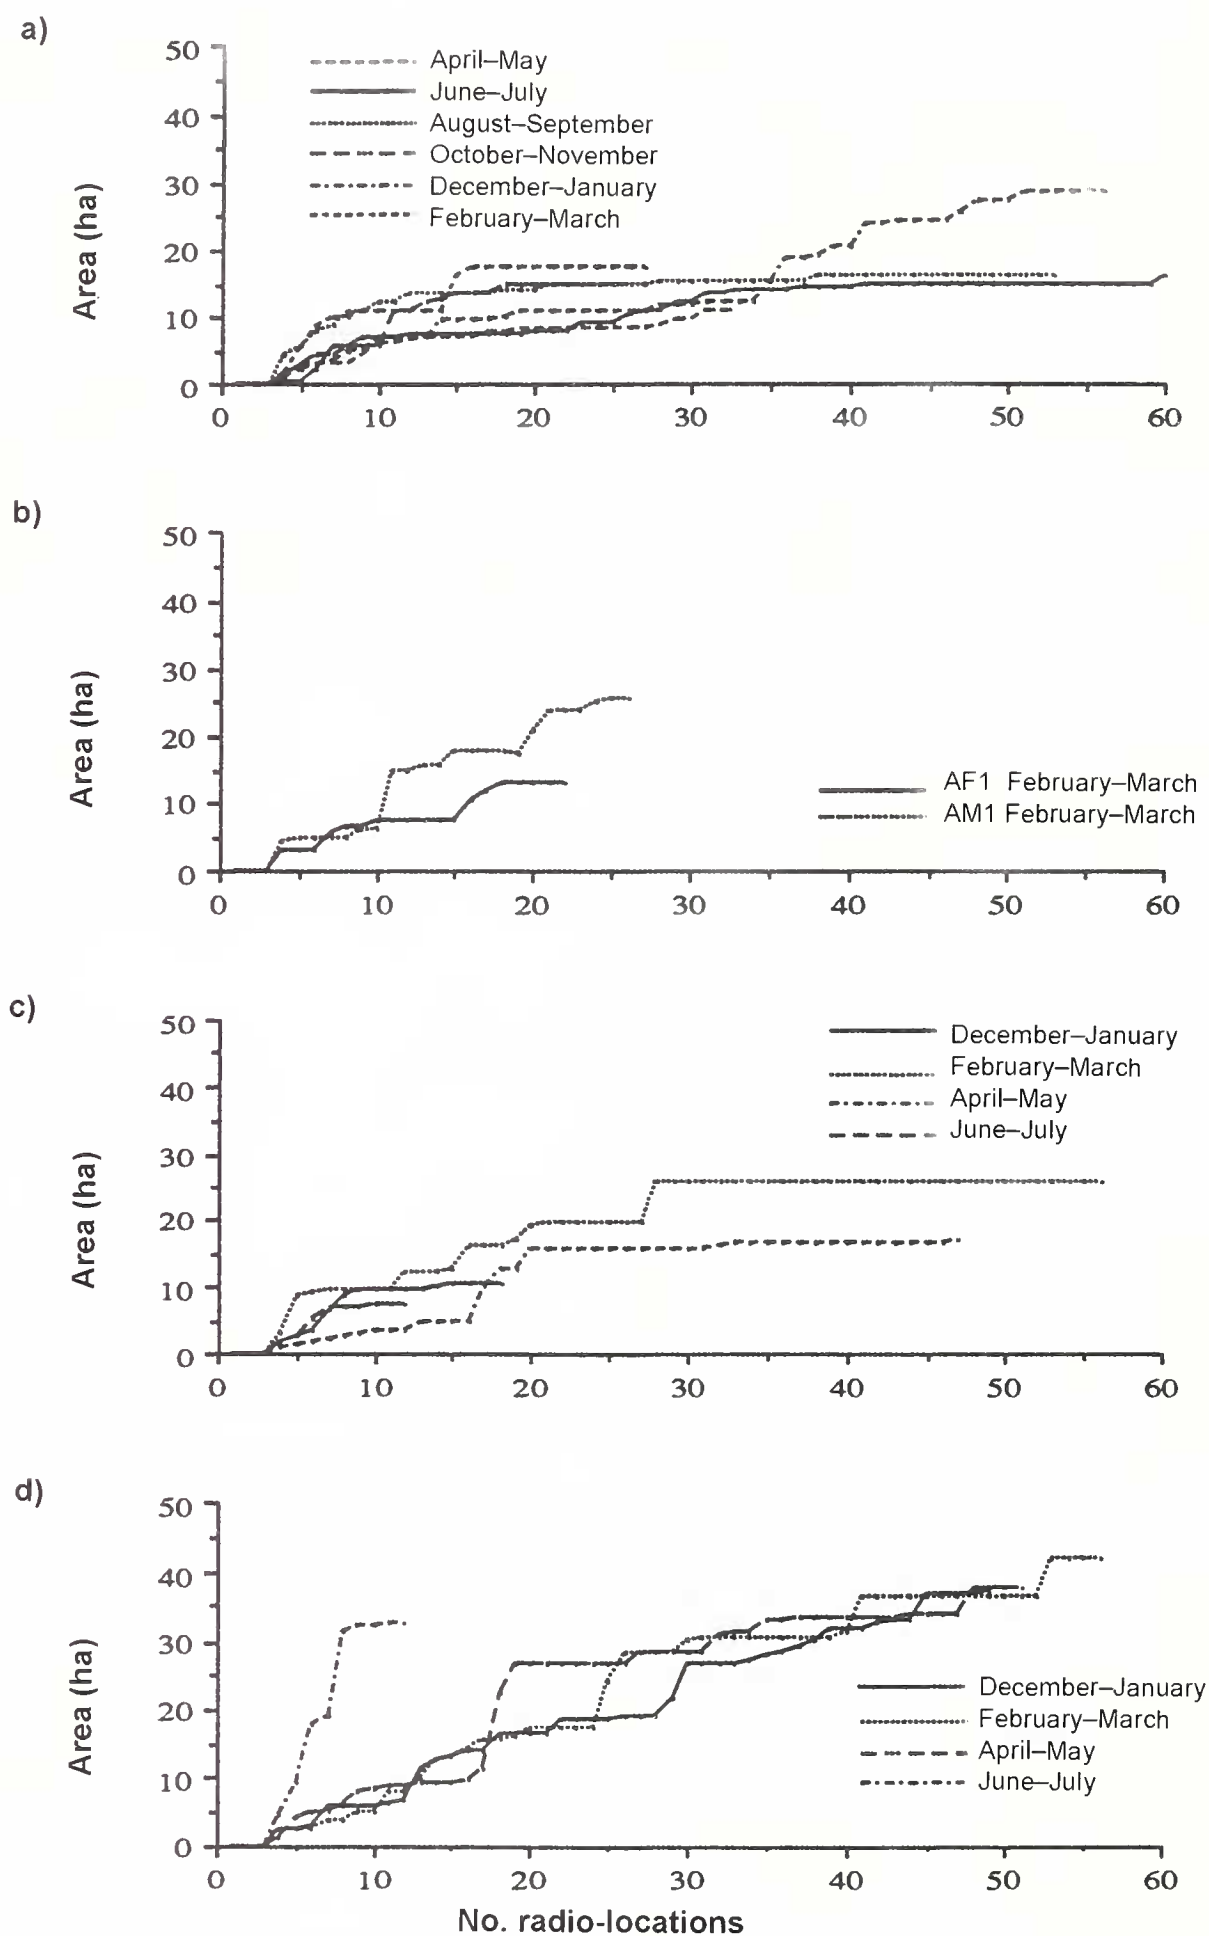 a)
50
40
30
20
10
0
Area (ha)
April–May
June–July
August–September
October–November
December–January
February–March
0 10 20 30 40 50 60
b)
50
40
30
20
10
0
Area (ha)
AF1 February–March
AM1 February–March
0 10 20 30 40 50 60
c)
50
40
30
20
10
0
Area (ha)
December–January
February–March
April–May
June–July
0 10 20 30 40 50 60
d)
50
40
30
20
10
0
Area (ha)
December–January
February–March
April–May
June–July
0 10 20 30 40 50 60
No. radio-locations